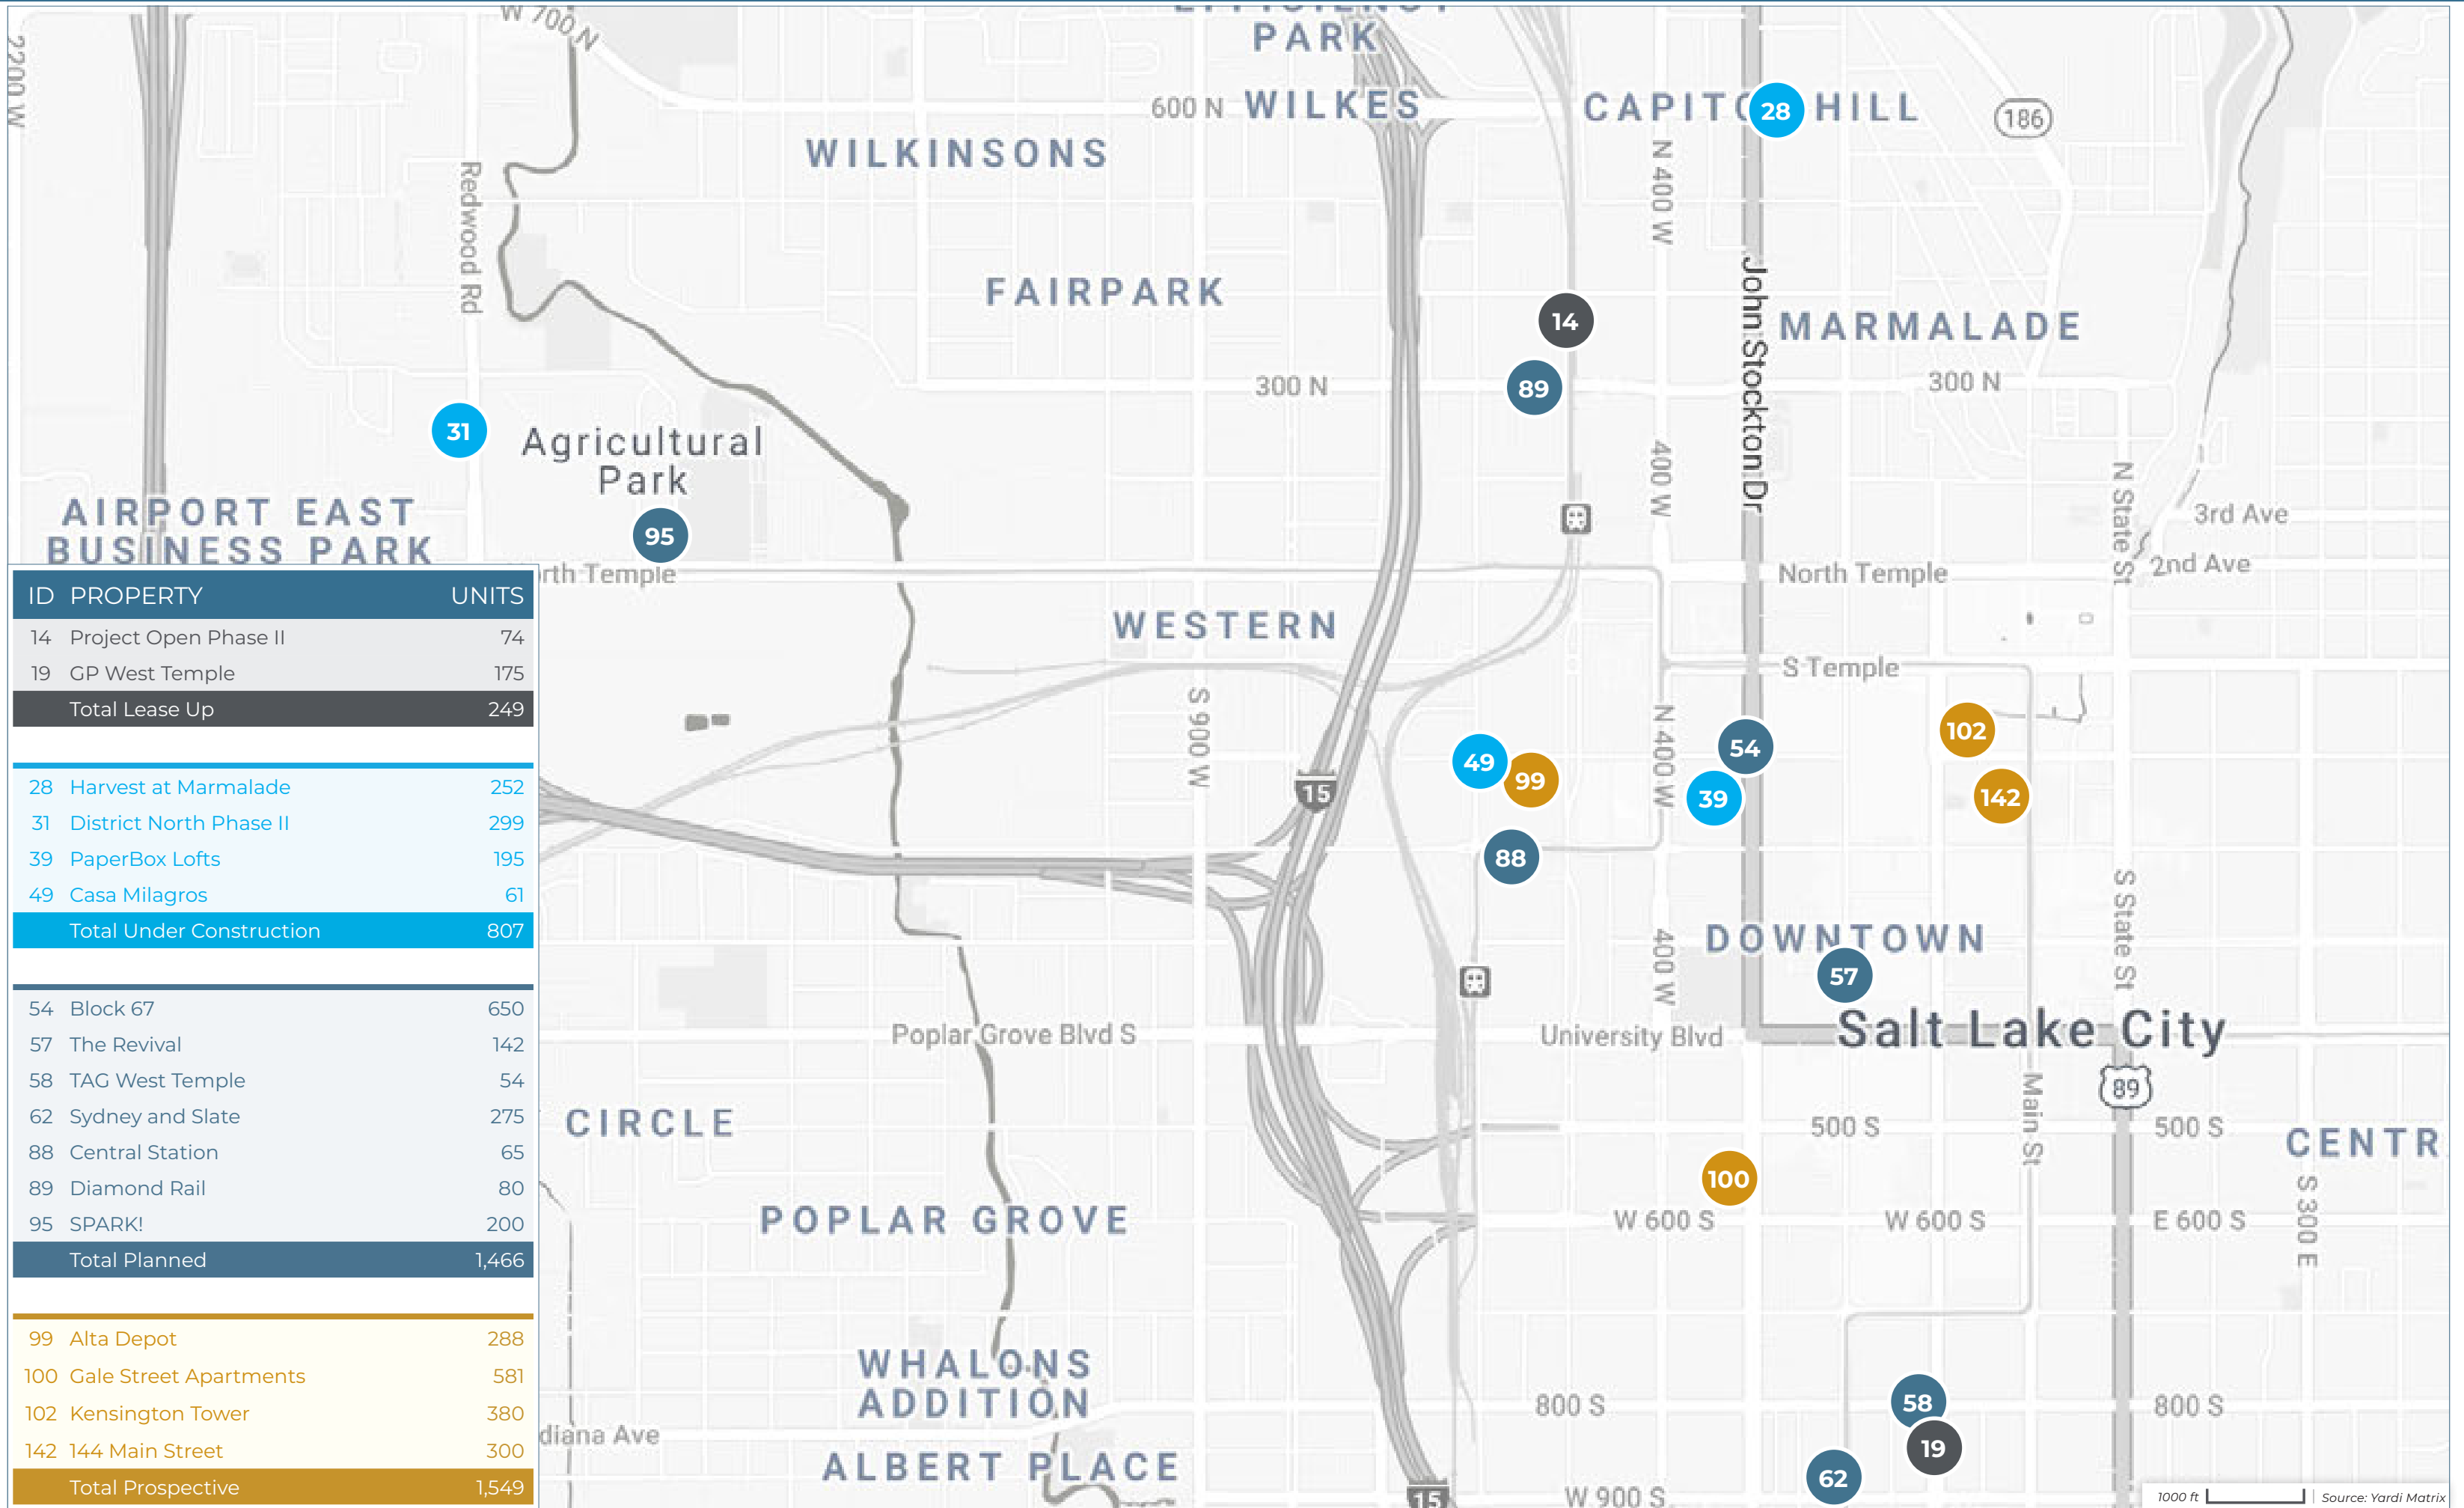 W 700 N
PARK
2200 W
600 N
WILKES
CAPITO
28
HILL
186
WILKINSONS
N 400 W
Redwood Rd
FAIRPARK
14
John Stockton Dr
MARMALADE
89
300 N
300 N
31
Agricultural
Park
400 W
N State St
AIRPORT EAST
BUSINESS PARK
95
3rd Ave
2nd Ave
North Temple
orth Temple
WESTERN
S Temple
S 900 W
N 400 W
102
54
49
99
39
142
15
88
S State St
DOWNTOWN
400 W
57
Salt Lake City
Poplar Grove Blvd S
University Blvd
89
Main St
CIRCLE
500 S
500 S
CENTR
100
S 300 E
POPLAR GROVE
W 600 S
W 600 S
E 600 S
WHALONS
ADDITION
800 S
58
800 S
diana Ave
19
ALBERT PLACE
62
15
W 900 S
1000 ft
Source: Yardi Matrix
ID PROPERTY UNITS
14 Project Open Phase II 74
19 GP West Temple 175
Total Lease Up 249
28 Harvest at Marmalade 252
31 District North Phase II 299
39 PaperBox Lofts 195
49 Casa Milagros 61
Total Under Construction 807
54 Block 67 650
57 The Revival 142
58 TAG West Temple 54
62 Sydney and Slate 275
88 Central Station 65
89 Diamond Rail 80
95 SPARK! 200
Total Planned 1,466
99 Alta Depot 288
100 Gale Street Apartments 581
102 Kensington Tower 380
142 144 Main Street 300
Total Prospective 1,549